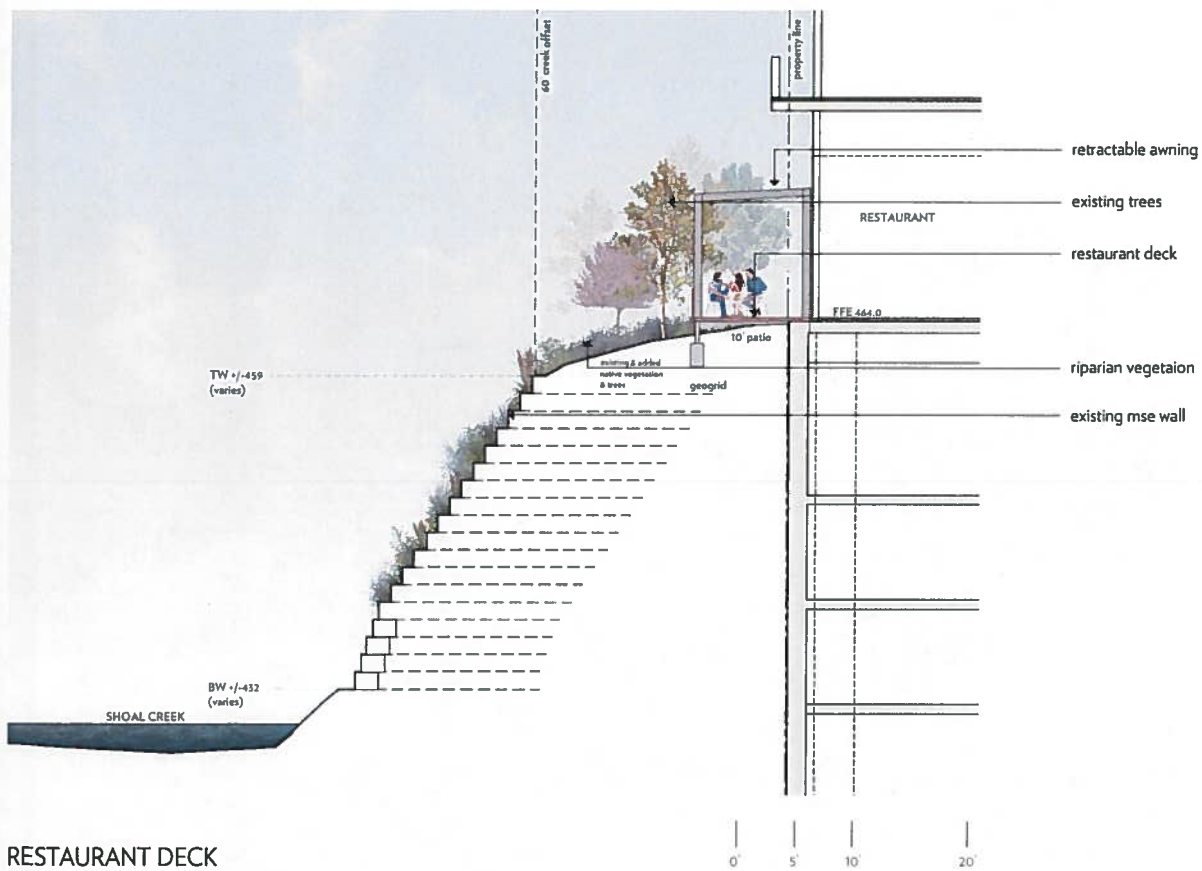 60' creek offset
property line
retractable awning
existing trees
RESTAURANT
restaurant deck
FFE 464.0
10' patio
existing & added
native vegetation
& trees
geogrid
riparian vegetaion
TW +/-459
(varies)
existing mse wall
BW +/-432
(varies)
SHOAL CREEK
RESTAURANT DECK
0' 5' 10' 20'